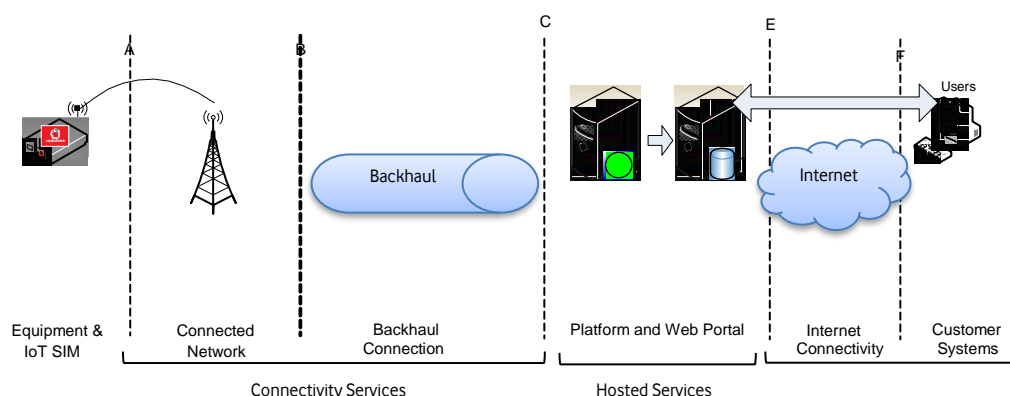 C
E
A
B
F
Users
Backhaul
Internet
Equipment &
IoT SIM
Connected
Network
Backhaul
Connection
Platform and Web Portal
Internet
Connectivity
Customer
Systems
Connectivity Services
Hosted Services